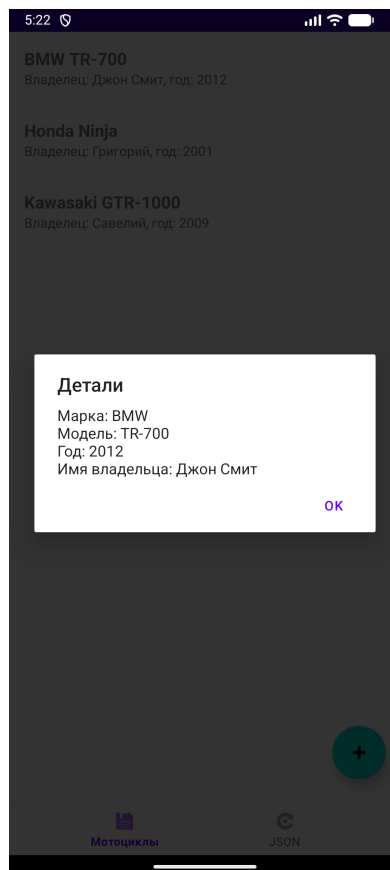 5:22
BMW TR-700
Владелец: Джон Смит, год: 2012
Honda Ninja
Владелец: Григорий, год: 2001
Kawasaki GTR-1000
Владелец: Савелий, год: 2009
Детали
Марка: BMW
Модель: TR-700
Год: 2012
Имя владельца: Джон Смит
OK
+
Мотоциклы
JSON